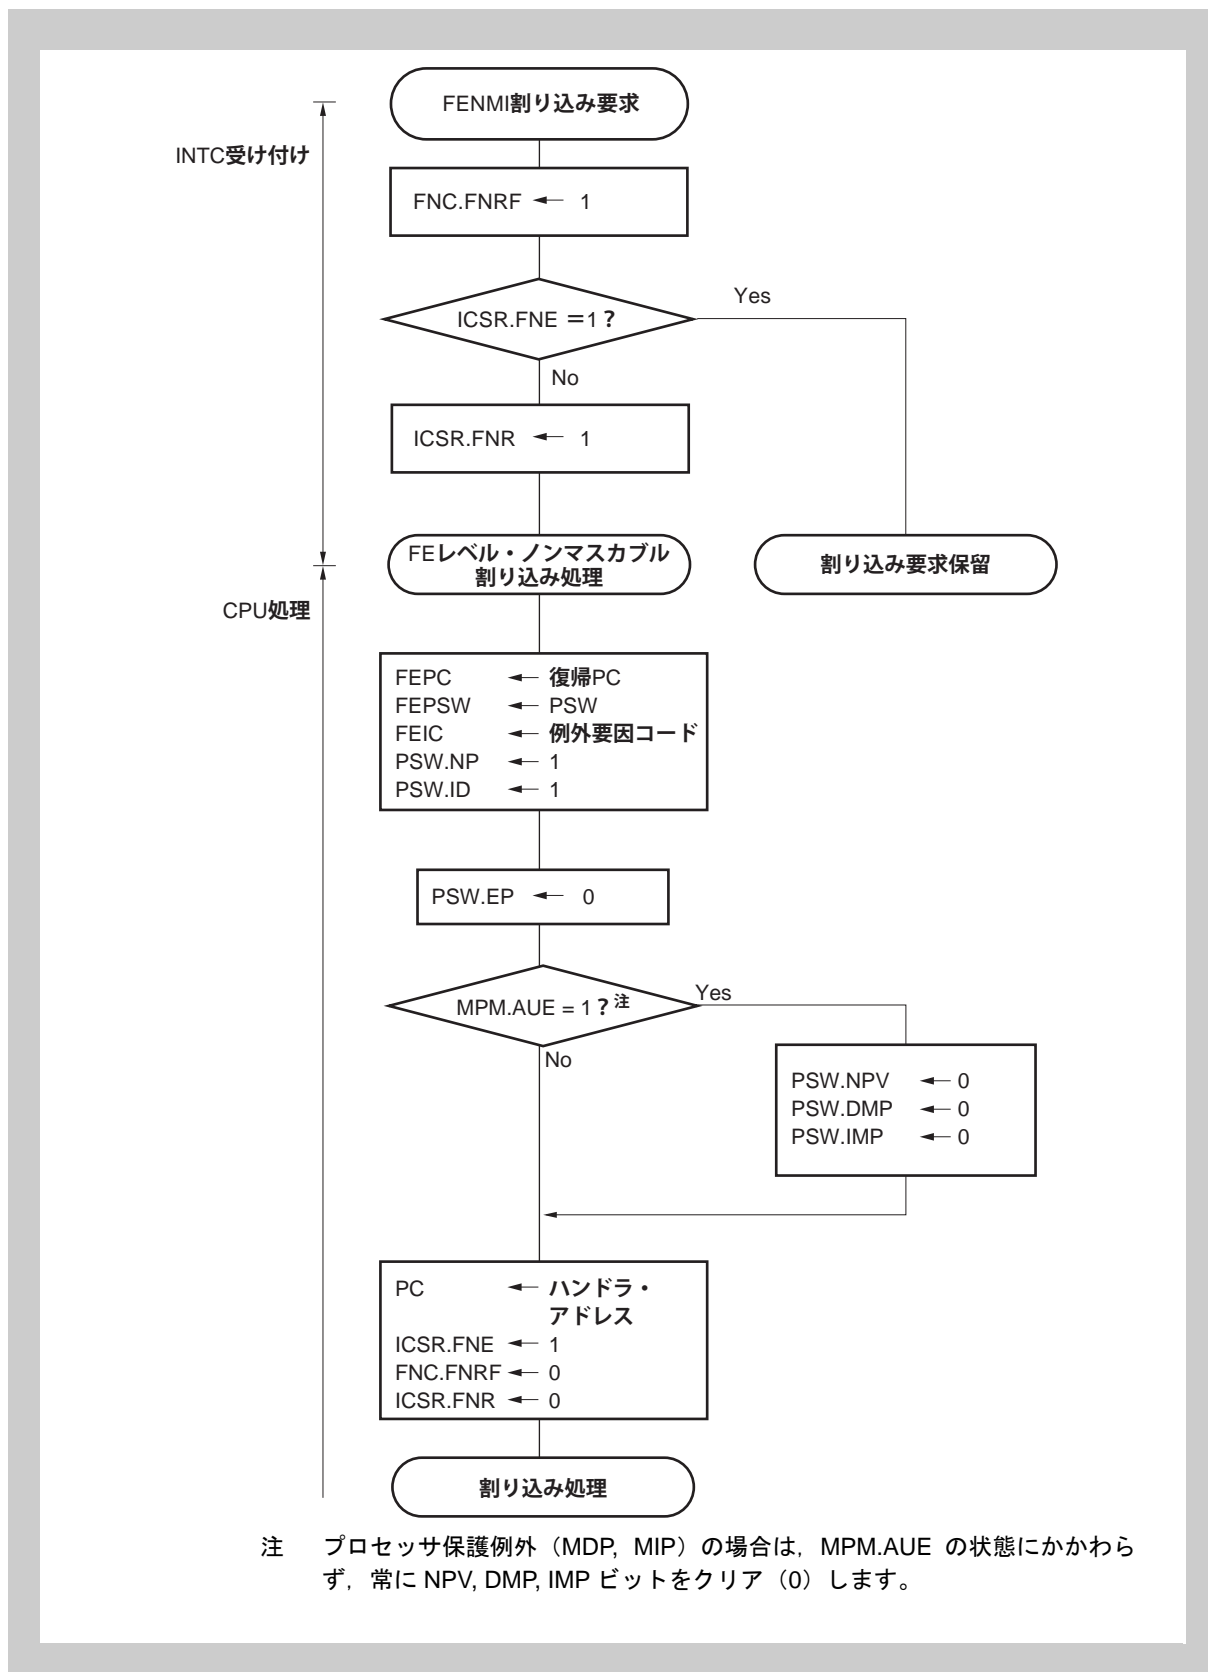 FENMI割り込み要求
INTC受け付け
FNC.FNRF ← 1
Yes
ICSR.FNE =1?
No
ICSR.FNR ← 1
FEレベル・ノンマスカブル
割り込み処理
割り込み要求保留
CPU処理
FEPC ← 復帰PC
FEPSW ← PSW
FEIC ← 例外要因コード
PSW.NP ← 1
PSW.ID ← 1
PSW.EP ← 0
MPM.AUE = 1?注
Yes
No
PSW.NPV ← 0
PSW.DMP ← 0
PSW.IMP ← 0
PC ← ハンドラ・
アドレス
ICSR.FNE ← 1
FNC.FNRF ← 0
ICSR.FNR ← 0
割り込み処理
注 プロセッサ保護例外（MDP, MIP）の場合は，MPM.AUE の状態にかかわら
ず，常に NPV, DMP, IMP ビットをクリア（0）します。